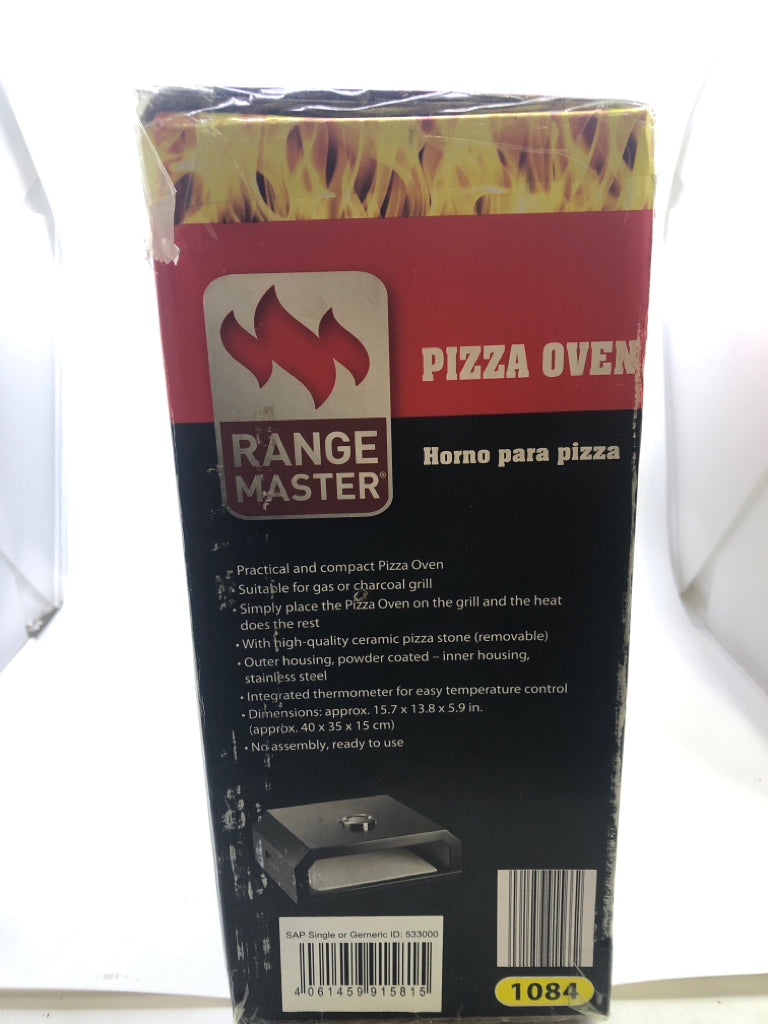 PIZZA OVEN
RANGE
MASTER®
Horno para pizza
• Practical and compact Pizza Oven
• Suitable for gas or charcoal grill
• Simply place the Pizza Oven on the grill and the heat
does the rest
• With high-quality ceramic pizza stone (removable)
• Outer housing, powder coated – inner housing,
stainless steel
• Integrated thermometer for easy temperature control
• Dimensions: approx. 15.7 x 13.8 x 5.9 in.
(approx. 40 x 35 x 15 cm)
• No assembly, ready to use
SAP Single or Gemeric ID: 533000
4 061459 915815
1084